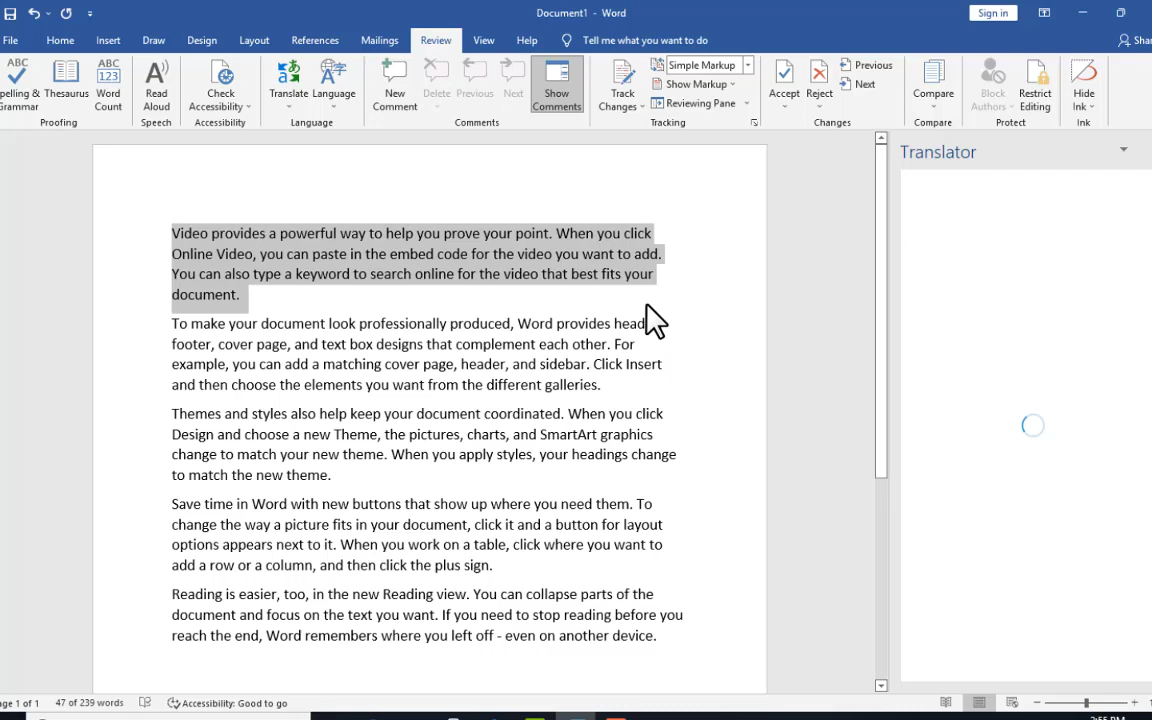 Document1 - Word
Sign in
File Home Insert Draw Design Layout References Mailings Review View Help Tell me what you want to do
ABC
ABC
123
Thesaurus
Word
Count
Grammar
Proofing
Read
Aloud
Speech
Check
Accessibility
Accessibility
Translate
Language
Language
New
Comment
Delete
Previous
Next
Show
Comments
Comments
Track
Changes
Simple Markup
Show Markup
Reviewing Pane
Tracking
Accept
Reject
Previous
Next
Changes
Compare
Compare
Block
Authors
Restrict
Editing
Protect
Hide
Ink
Ink
Translator
Video provides a powerful way to help you prove your point. When you click
Online Video, you can paste in the embed code for the video you want to add.
You can also type a keyword to search online for the video that best fits your
document.
To make your document look professionally produced, Word provides head
footer, cover page, and text box designs that complement each other. For
example, you can add a matching cover page, header, and sidebar. Click Insert
and then choose the elements you want from the different galleries.
Themes and styles also help keep your document coordinated. When you click
Design and choose a new Theme, the pictures, charts, and SmartArt graphics
change to match your new theme. When you apply styles, your headings change
to match the new theme.
Save time in Word with new buttons that show up where you need them. To
change the way a picture fits in your document, click it and a button for layout
options appears next to it. When you work on a table, click where you want to
add a row or a column, and then click the plus sign.
Reading is easier, too, in the new Reading view. You can collapse parts of the
document and focus on the text you want. If you need to stop reading before you
reach the end, Word remembers where you left off - even on another device.
age 1 of 1 47 of 239 words Accessibility: Good to go